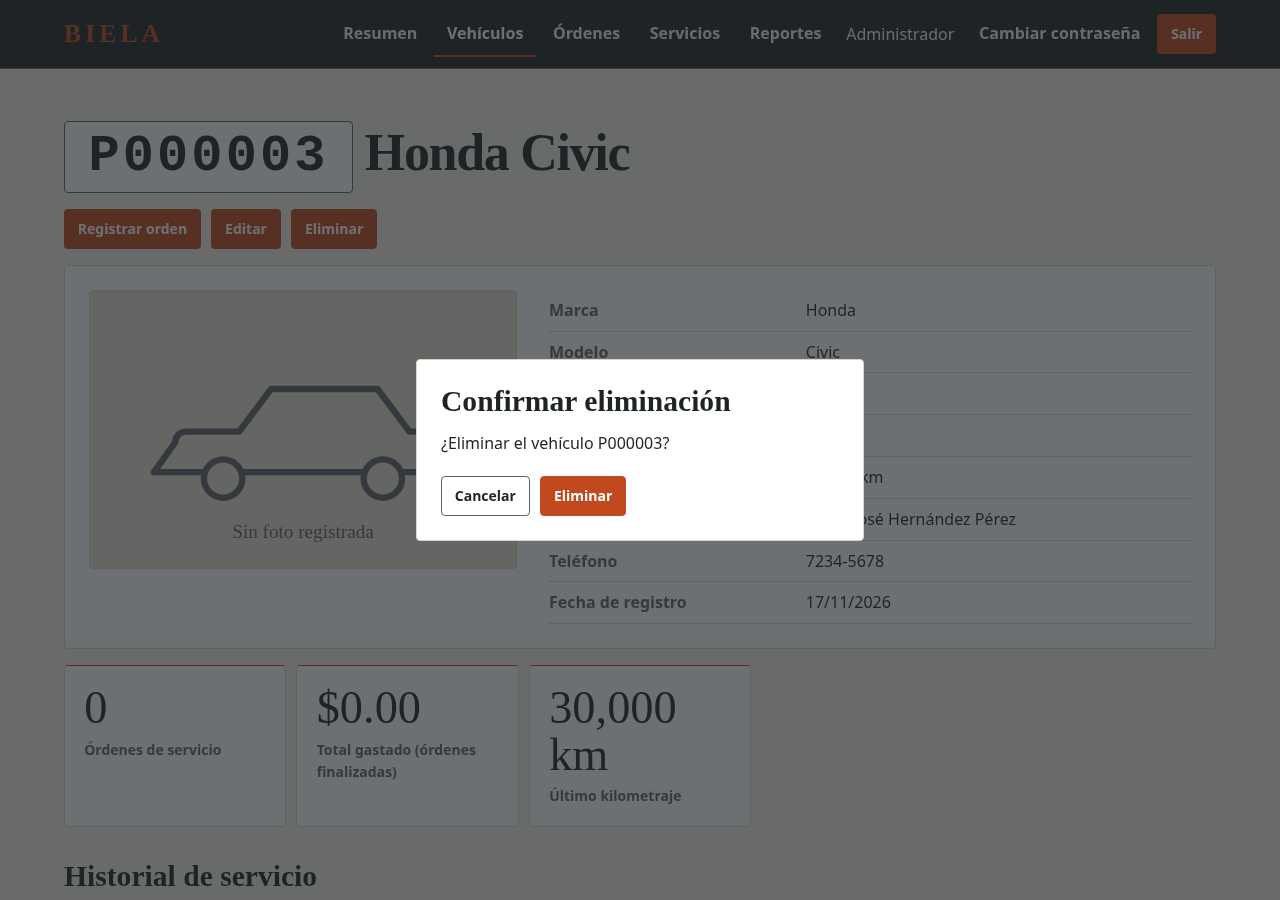 BIELA
Resumen Vehículos Órdenes Servicios Reportes Administrador Cambiar contraseña Salir
P000003 Honda Civic
Registrar orden Editar Eliminar
Marca Honda
Modelo Civic
Confirmar eliminación
¿Eliminar el vehículo P000003?
km
Cancelar Eliminar
Hernández Pérez
Sin foto registrada
Teléfono 7234-5678
Fecha de registro 17/11/2026
0
Órdenes de servicio
$0.00
Total gastado (órdenes
finalizadas)
30,000
km
Último kilometraje
Historial de servicio